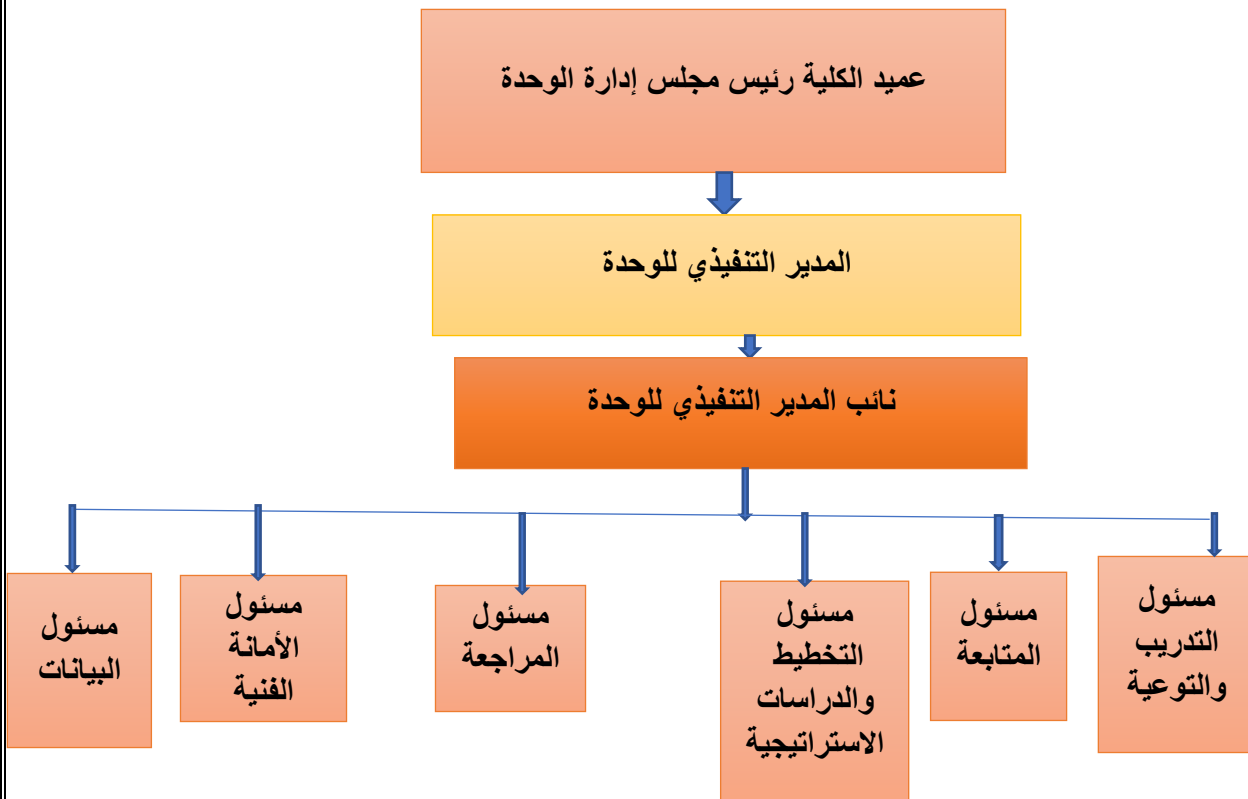 عميد الكلية رئيس مجلس إدارة الوحدة
المدير التنفيذي للوحدة
نائب المدير التنفيذي للوحدة
مسئول
التدريب
والتوعية
مسئول
المتابعة
مسئول
التخطيط
والدراسات
الاستراتيجية
مسئول
المراجعة
مسئول
الأمانة
الفنية
مسئول
البيانات